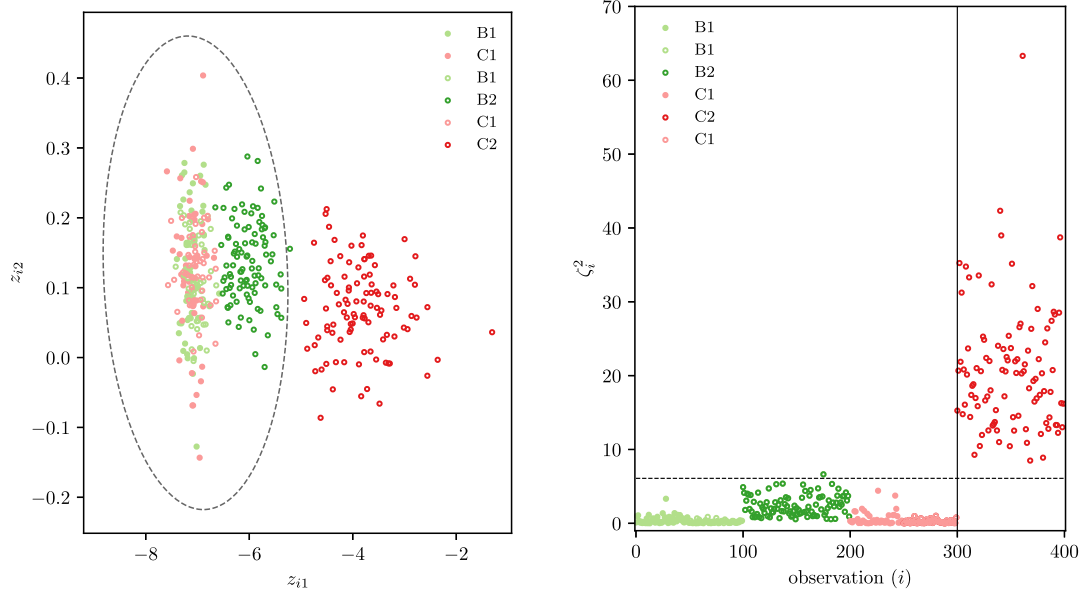 B1
C1
B1
B2
C1
C2
0.4
0.3
0.2
0.1
0.0
−0.1
−0.2
z_{i2}
−8
−6
−4
−2
z_{i1}
B1
B1
B2
C1
C2
C1
70
60
50
40
30
20
10
0
ζ_i^2
0
100
200
300
400
observation (i)